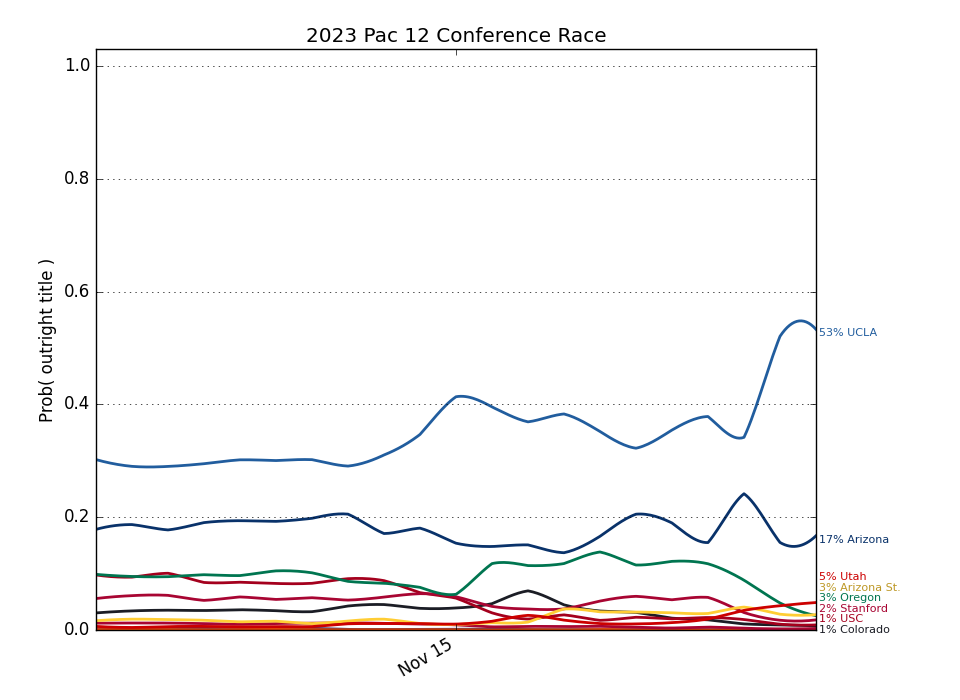 2023 Pac 12 Conference Race
1.0
0.8
0.6
0.4
0.2
0.0
Prob( outright title )
Nov 15
53% UCLA
17% Arizona
5% Utah
3% Arizona St.
3% Oregon
2% Stanford
1% USC
1% Colorado